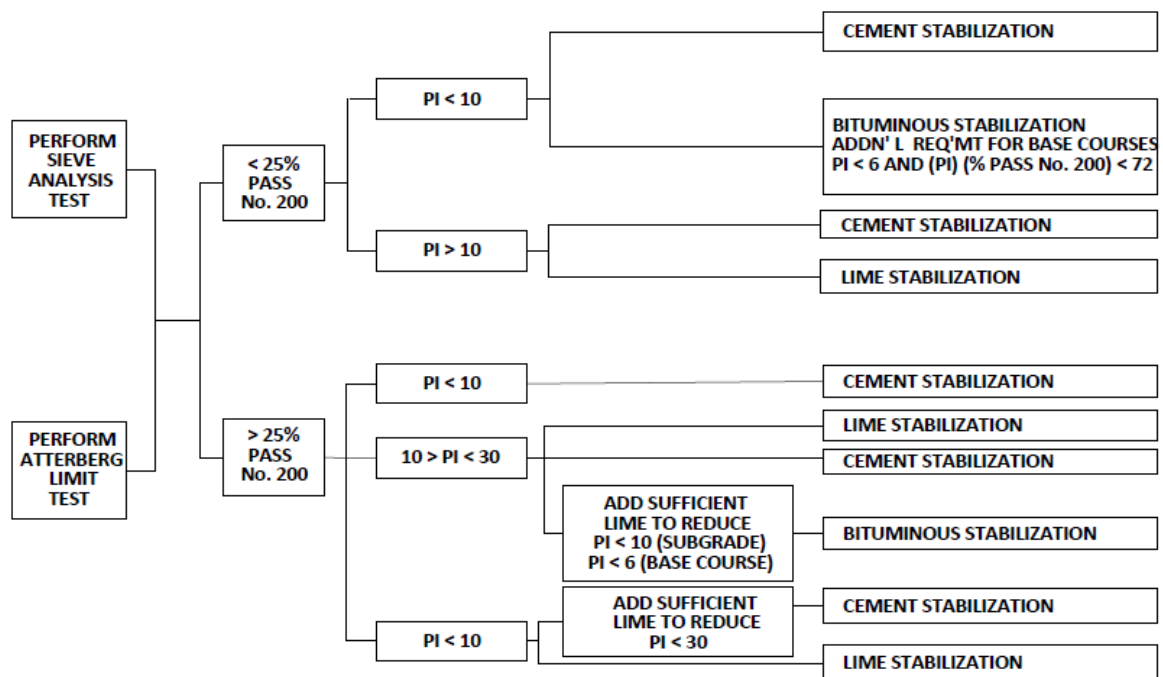 PERFORM
SIEVE
ANALYSIS
TEST
PERFORM
ATTERBERG
LIMIT
TEST
< 25%
PASS
No. 200
> 25%
PASS
No. 200
PI < 10
PI > 10
PI < 10
10 > PI < 30
PI < 10
ADD SUFFICIENT
LIME TO REDUCE
PI < 10 (SUBGRADE)
PI < 6 (BASE COURSE)
ADD SUFFICIENT
LIME TO REDUCE
PI < 30
CEMENT STABILIZATION
BITUMINOUS STABILIZATION
ADDN' L REQ'MT FOR BASE COURSES
PI < 6 AND (PI) (% PASS No. 200) < 72
CEMENT STABILIZATION
LIME STABILIZATION
CEMENT STABILIZATION
LIME STABILIZATION
CEMENT STABILIZATION
BITUMINOUS STABILIZATION
CEMENT STABILIZATION
LIME STABILIZATION